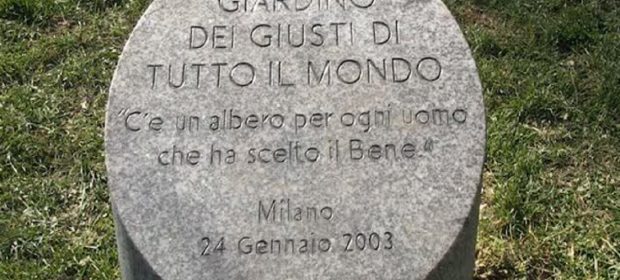 GIARDINO
DEI GIUSTI DI
TUTTO IL MONDO
"C'e un albero per ogni uomo
che ha scelto il Bene."
Milano
24 Gennaio 2003